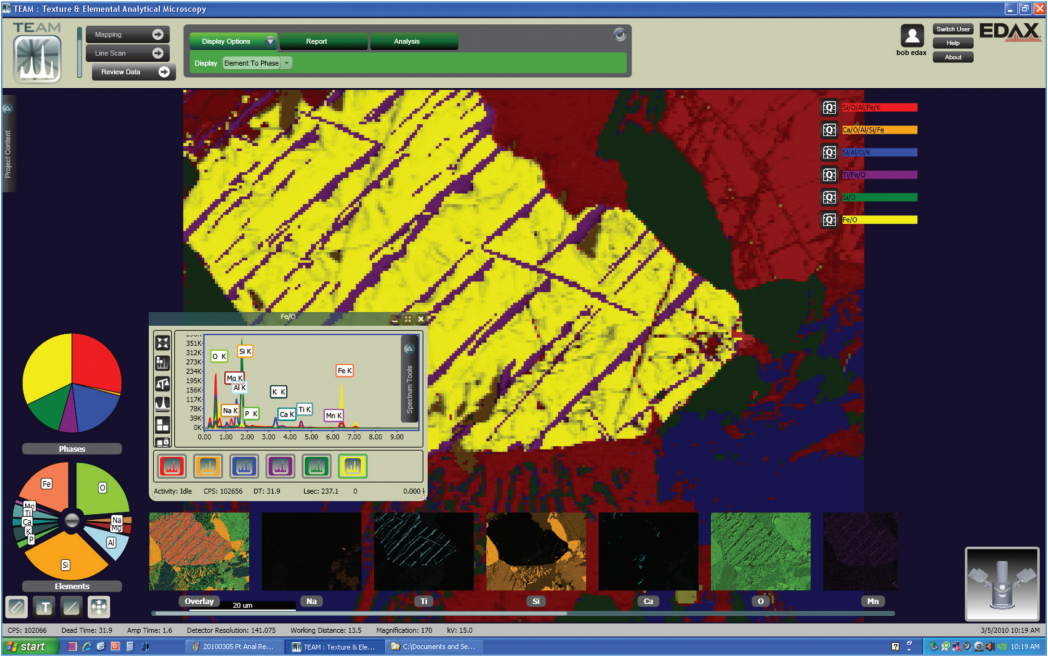 TEAM : Texture & Elemental Analytical Microscopy
TEAM
Mapping
Line Scan
Review Data
Display Options
Report
Analysis
Display
Element To Phase
bob edax
Switch User
Help
About
EDAX
Project Content
Si/O/Al/Fe/K
Ca/O/Al/Si/Fe
Si/Al/O/K
Ti/Fe/O
Si/O
Fe/O
Phases
Fe
O
Mn
Ti
Ca
K
P
Na
Mg
Al
Si
Elements
Fe/O
351K
312K
273K
234K
195K
156K
117K
78K
39K
0K
O K
Si K
Mg K
Al K
Na K
P K
K K
Ca K
Ti K
Mn K
Fe K
0.00 1.00 2.00 3.00 4.00 5.00 6.00 7.00 8.00 9.00
Spectrum Tools
Activity: Idle CPS: 102656 DT: 31.9 Lsec: 237.1 0 0.000
Overlay
20 um
Na
Ti
Si
Ca
O
Mn
T
CPS: 102066 Dead Time: 31.9 Amp Time: 1.6 Detector Resolution: 141.075 Working Distance: 13.5 Magnification: 170 kV: 15.0
3/5/2010 10:19 AM
start
20100305 Pt Anal Re...
TEAM : Texture & Ele...
C:\Documents and Se...
10:19 AM